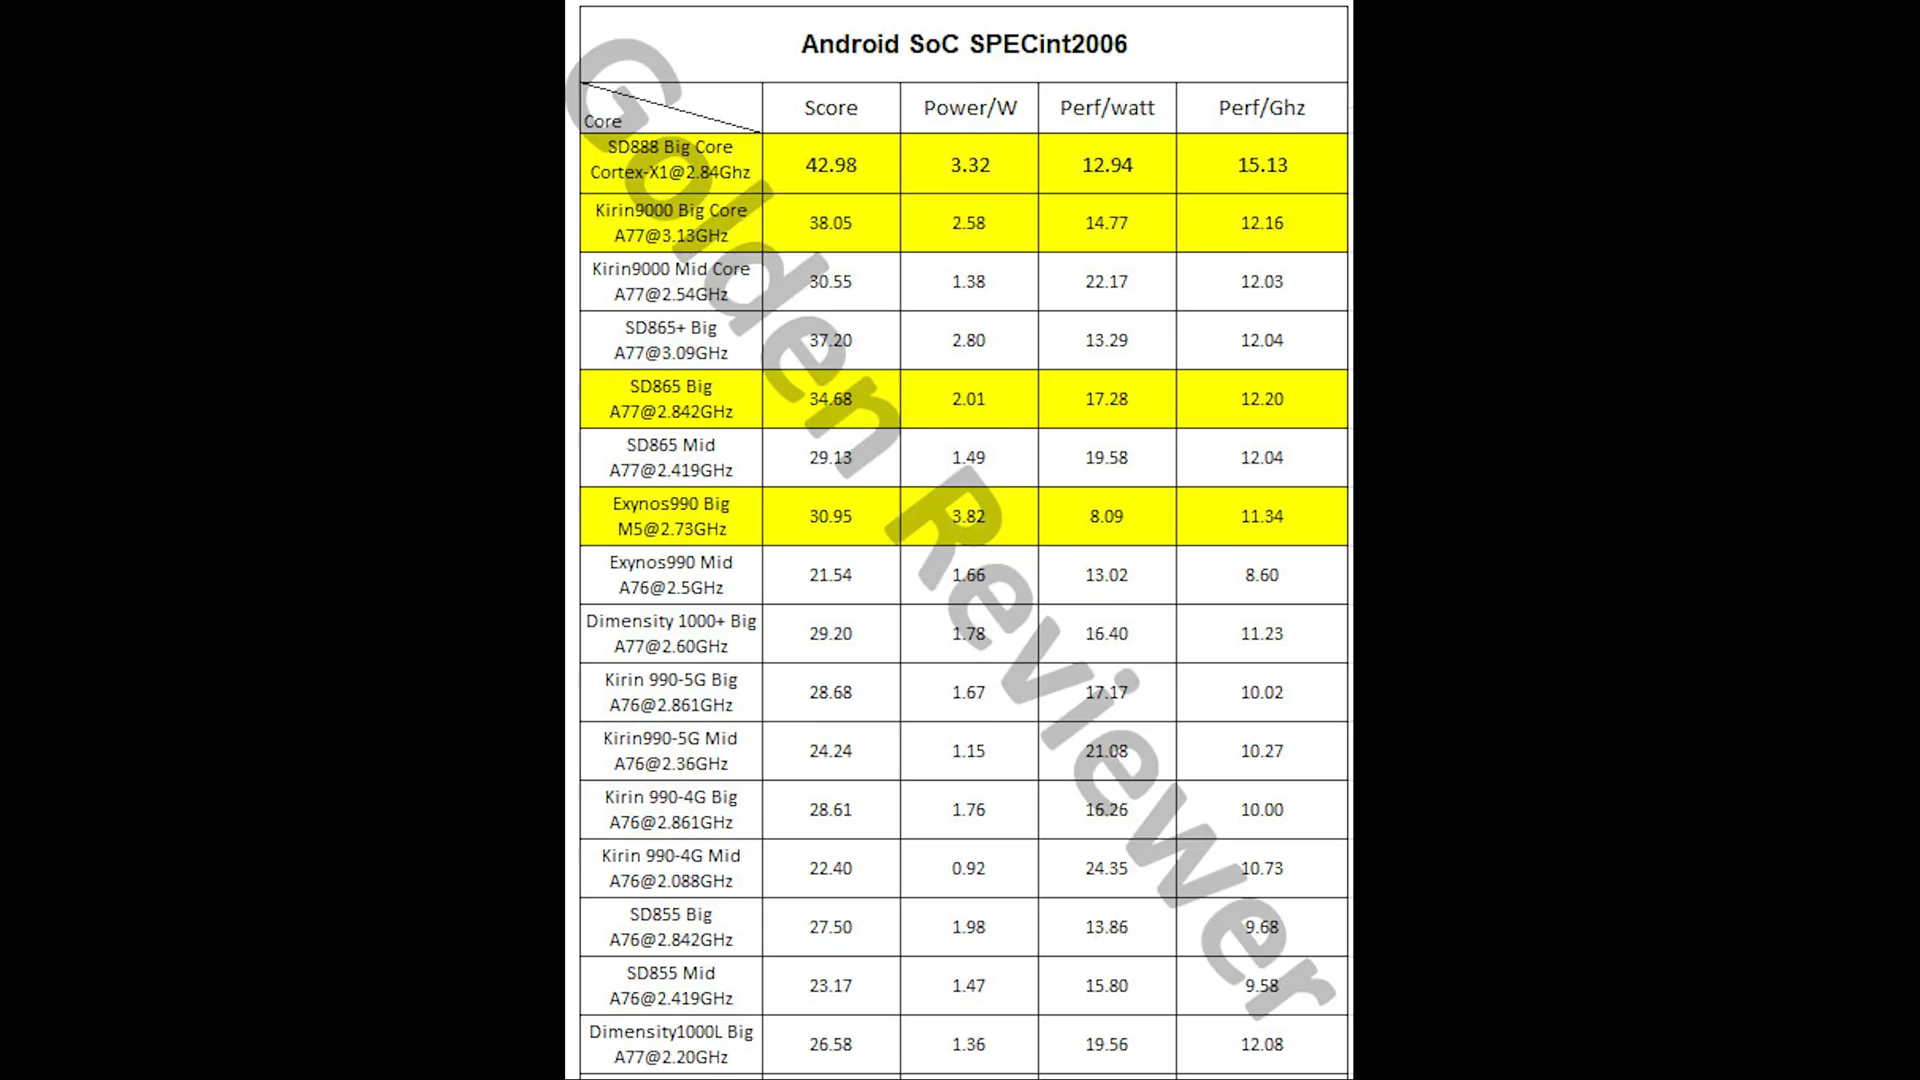 Android SoC SPECint2006
Core Score Power/W Perf/watt Perf/Ghz
SD888 Big Core
Cortex-X1@2.84Ghz 42.98 3.32 12.94 15.13
Kirin9000 Big Core
A77@3.13GHz 38.05 2.58 14.77 12.16
Kirin9000 Mid Core
A77@2.54GHz 30.55 1.38 22.17 12.03
SD865+ Big
A77@3.09GHz 37.20 2.80 13.29 12.04
SD865 Big
A77@2.842GHz 34.68 2.01 17.28 12.20
SD865 Mid
A77@2.419GHz 29.13 1.49 19.58 12.04
Exynos990 Big
M5@2.73GHz 30.95 3.82 8.09 11.34
Exynos990 Mid
A76@2.5GHz 21.54 1.66 13.02 8.60
Dimensity 1000+ Big
A77@2.60GHz 29.20 1.78 16.40 11.23
Kirin 990-5G Big
A76@2.861GHz 28.68 1.67 17.17 10.02
Kirin990-5G Mid
A76@2.36GHz 24.24 1.15 21.08 10.27
Kirin 990-4G Big
A76@2.861GHz 28.61 1.76 16.26 10.00
Kirin 990-4G Mid
A76@2.088GHz 22.40 0.92 24.35 10.73
SD855 Big
A76@2.842GHz 27.50 1.98 13.86 9.68
SD855 Mid
A76@2.419GHz 23.17 1.47 15.80 9.58
Dimensity1000L Big
A77@2.20GHz 26.58 1.36 19.56 12.08
Golden Reviewer